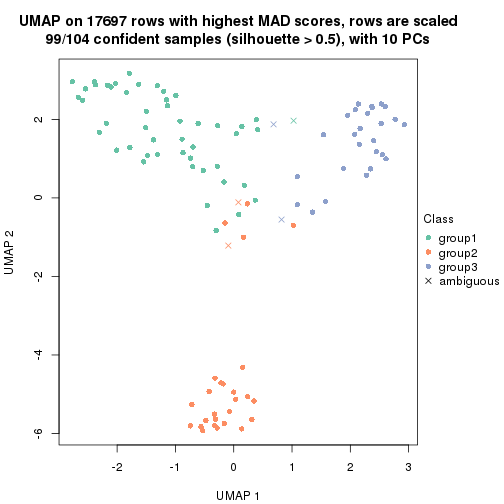 UMAP on 17697 rows with highest MAD scores, rows are scaled
99/104 confident samples (silhouette > 0.5), with 10 PCs
2
0
-2
-4
-6
UMAP 2
-2
-1
0
1
2
3
UMAP 1
Class
group1
group2
group3
ambiguous